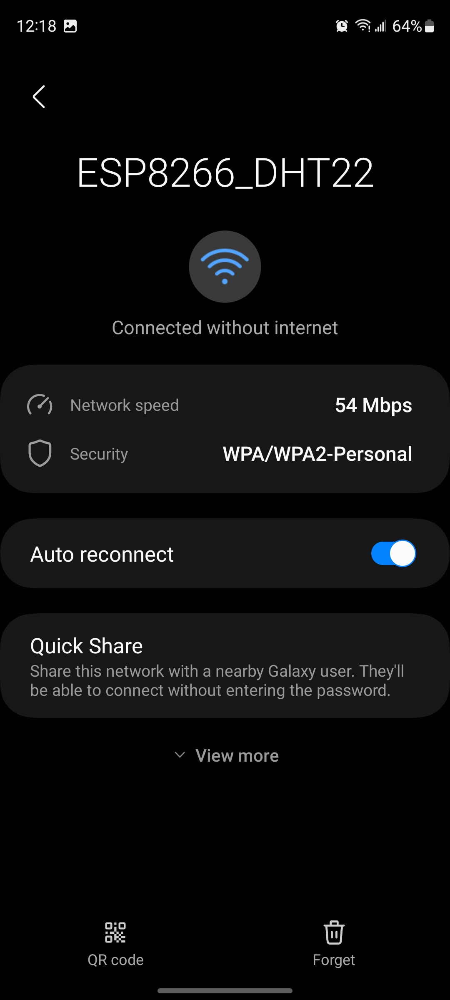 12:18
64%
ESP8266_DHT22
Connected without internet
Network speed
54 Mbps
Security
WPA/WPA2-Personal
Auto reconnect
Quick Share
Share this network with a nearby Galaxy user. They'll
be able to connect without entering the password.
View more
QR code
Forget